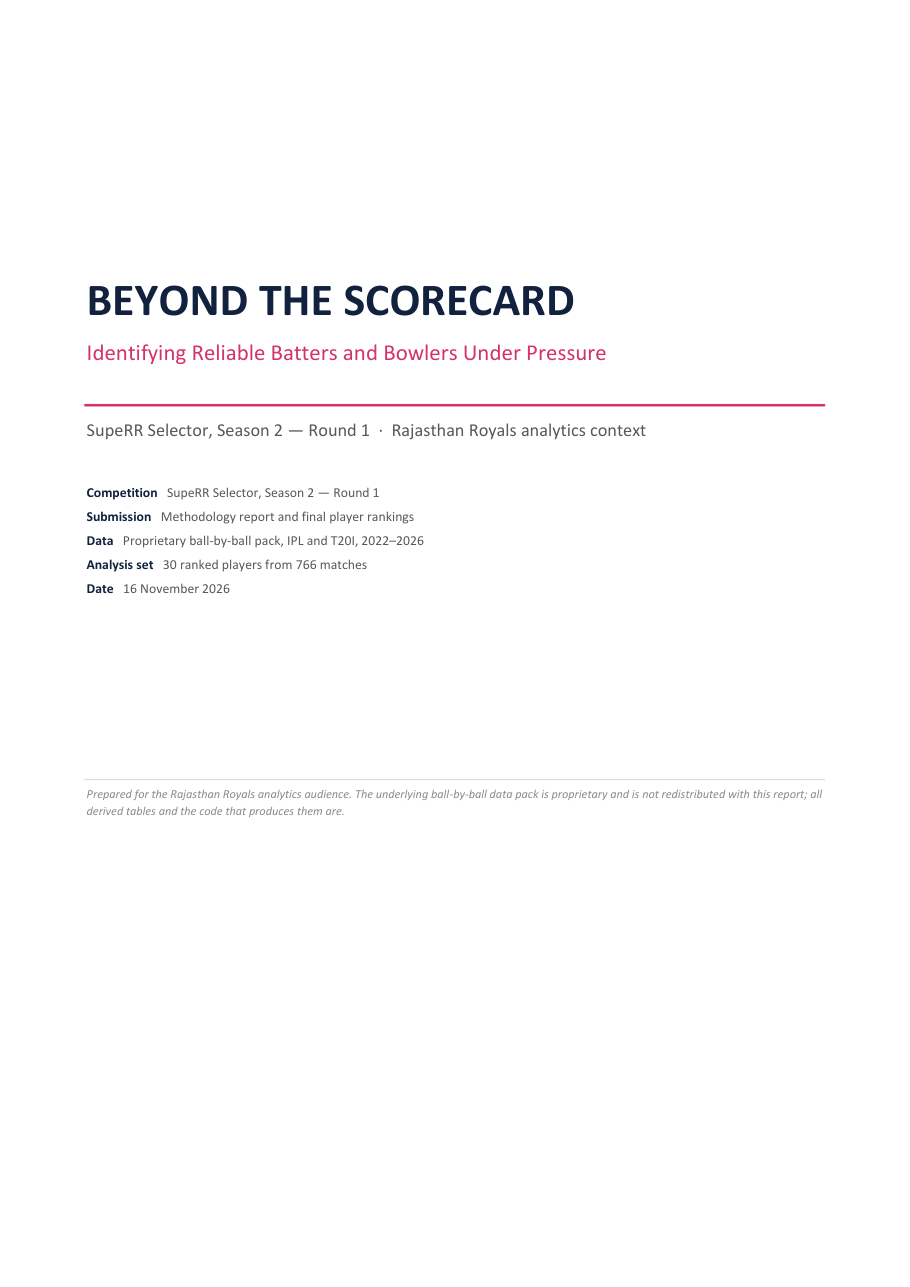 BEYOND THE SCORECARD
Identifying Reliable Batters and Bowlers Under Pressure
SupeRR Selector, Season 2 — Round 1 · Rajasthan Royals analytics context
Competition SupeRR Selector, Season 2 — Round 1
Submission Methodology report and final player rankings
Data Proprietary ball-by-ball pack, IPL and T20I, 2022–2026
Analysis set 30 ranked players from 766 matches
Date 16 November 2026
Prepared for the Rajasthan Royals analytics audience. The underlying ball-by-ball data pack is proprietary and is not redistributed with this report; all
derived tables and the code that produces them are.